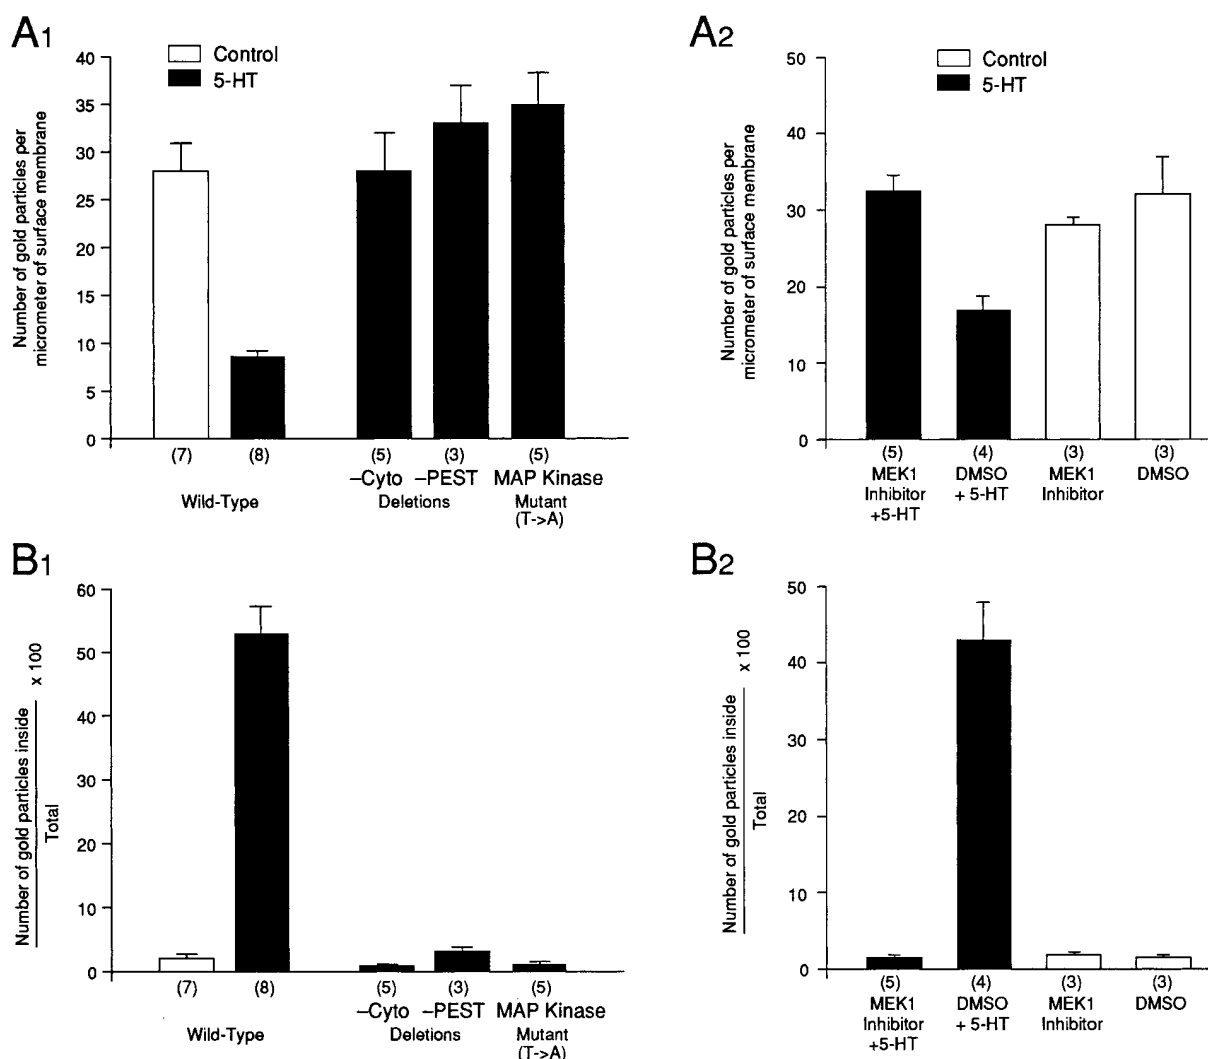 A1
Control
5-HT
Number of gold particles per
micrometer of surface membrane
40
35
30
25
20
15
10
5
0
(7) (8) (5) (3) (5)
–Cyto –PEST MAP Kinase
Wild-Type Deletions Mutant
(T->A)
A2
Control
5-HT
Number of gold particles per
micrometer of surface membrane
50
40
30
20
10
0
(5) (4) (3) (3)
MEK1 DMSO MEK1 DMSO
Inhibitor + 5-HT Inhibitor
+5-HT
B1
Number of gold particles inside
Total
x 100
60
50
40
30
20
10
0
(7) (8) (5) (3) (5)
–Cyto –PEST MAP Kinase
Wild-Type Deletions Mutant
(T->A)
B2
Number of gold particles inside
Total
x 100
50
40
30
20
10
0
(5) (4) (3) (3)
MEK1 DMSO MEK1 DMSO
Inhibitor + 5-HT Inhibitor
+5-HT